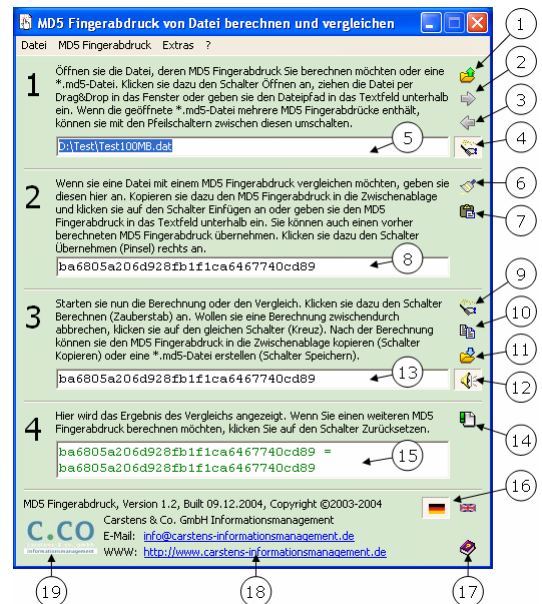 MD5 Fingerabdruck von Datei berechnen und vergleichen
Datei MD5 Fingerabdruck Extras ?
1
Öffnen sie die Datei, deren MD5 Fingerabdruck Sie berechnen möchten oder eine
*.md5-Datei. Klicken sie dazu den Schalter Öffnen an, ziehen die Datei per
Drag&Drop in das Fenster oder geben sie den Dateipfad in das Textfeld unterhalb
ein. Wenn die geöffnete *.md5-Datei mehrere MD5 Fingerabdrücke enthält,
können sie mit den Pfeilschaltern zwischen diesen umschalten.
D:\Test\Test100MB.dat
2
Wenn sie eine Datei mit einem MD5 Fingerabdruck vergleichen möchten, geben sie
diesen hier an. Kopieren sie dazu den MD5 Fingerabdruck in die Zwischenablage
und klicken sie auf den Schalter Einfügen an oder geben sie den MD5
Fingerabdruck in das Textfeld unterhalb ein. Sie können auch einen vorher
berechneten MD5 Fingerabdruck übernehmen. Klicken sie dazu den Schalter
Übernehmen (Pinsel) rechts an.
ba6805a206d928fb1f1ca6467740cd89
3
Starten sie nun die Berechnung oder den Vergleich. Klicken sie dazu den Schalter
Berechnen (Zauberstab) an. Wollen sie eine Berechnung zwischendurch
abbrechen, klicken sie auf den gleichen Schalter (Kreuz). Nach der Berechnung
können sie den MD5 Fingerabdruck in die Zwischenablage kopieren (Schalter
Kopieren) oder eine *.md5-Datei erstellen (Schalter Speichern).
ba6805a206d928fb1f1ca6467740cd89
4
Hier wird das Ergebnis des Vergleichs angezeigt. Wenn Sie einen weiteren MD5
Fingerabdruck berechnen möchten, klicken Sie auf den Schalter Zurücksetzen.
ba6805a206d928fb1f1ca6467740cd89 =
ba6805a206d928fb1f1ca6467740cd89
MD5 Fingerabdruck, Version 1.2, Built 09.12.2004, Copyright ©2003-2004
C.CO
informationsmanagement
Carstens & Co. GmbH Informationsmanagement
E-Mail: info@carstens-informationsmanagement.de
WWW: http://www.carstens-informationsmanagement.de
1
2
3
4
5
6
7
8
9
10
11
12
13
14
15
16
17
18
19